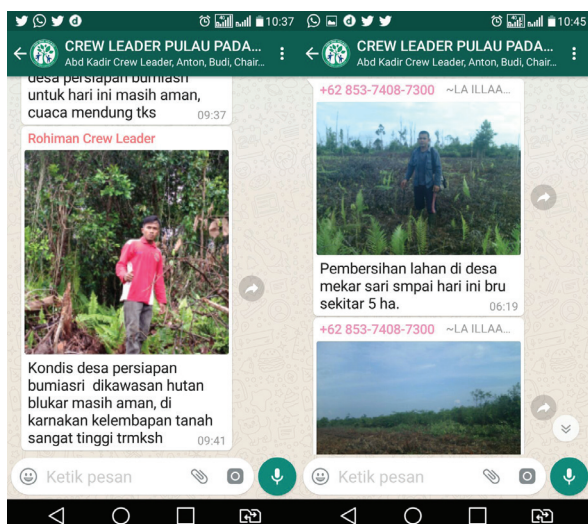 10:37
CREW LEADER PULAU PADA...
Abd Kadir Crew Leader, Anton, Budi, Chair...
desa persiapan bumiasri
untuk hari ini masih aman,
cuaca mendung tks
09:37
Rohiman Crew Leader
Kondis desa persiapan
bumiasri dikawasan hutan
blukar masih aman, di
karnakan kelembapan tanah
sangat tinggi trmksh
09:41
Ketik pesan
10:45
CREW LEADER PULAU PADA...
Abd Kadir Crew Leader, Anton, Budi, Chair...
+62 853-7408-7300 ~LA ILLAA...
Pembersihan lahan di desa
mekar sari smpai hari ini bru
sekitar 5 ha.
06:19
+62 853-7408-7300 ~LA ILLAA...
Ketik pesan